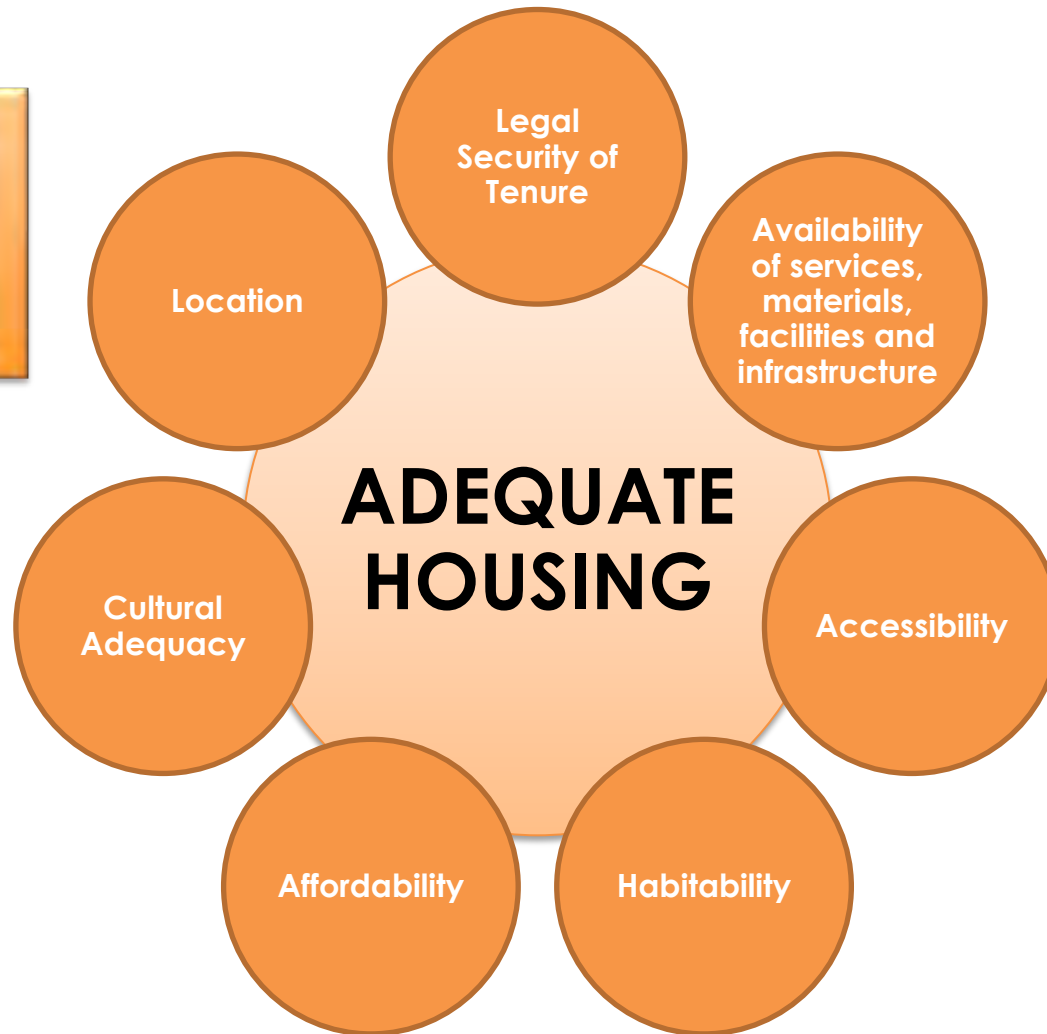 Legal
Security of
Tenure
Availability
of services,
materials,
facilities and
infrastructure
Location
ADEQUATE
HOUSING
Cultural
Adequacy
Accessibility
Affordability
Habitability